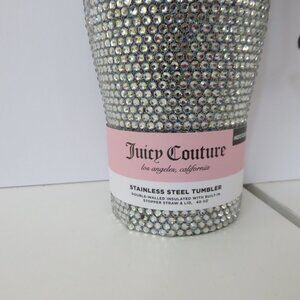 Juicy Couture
los angeles, california
STAINLESS STEEL TUMBLER
DOUBLE-WALLED INSULATED WITH BUILT-IN
STOPPER STRAW & LID, 40 OZ